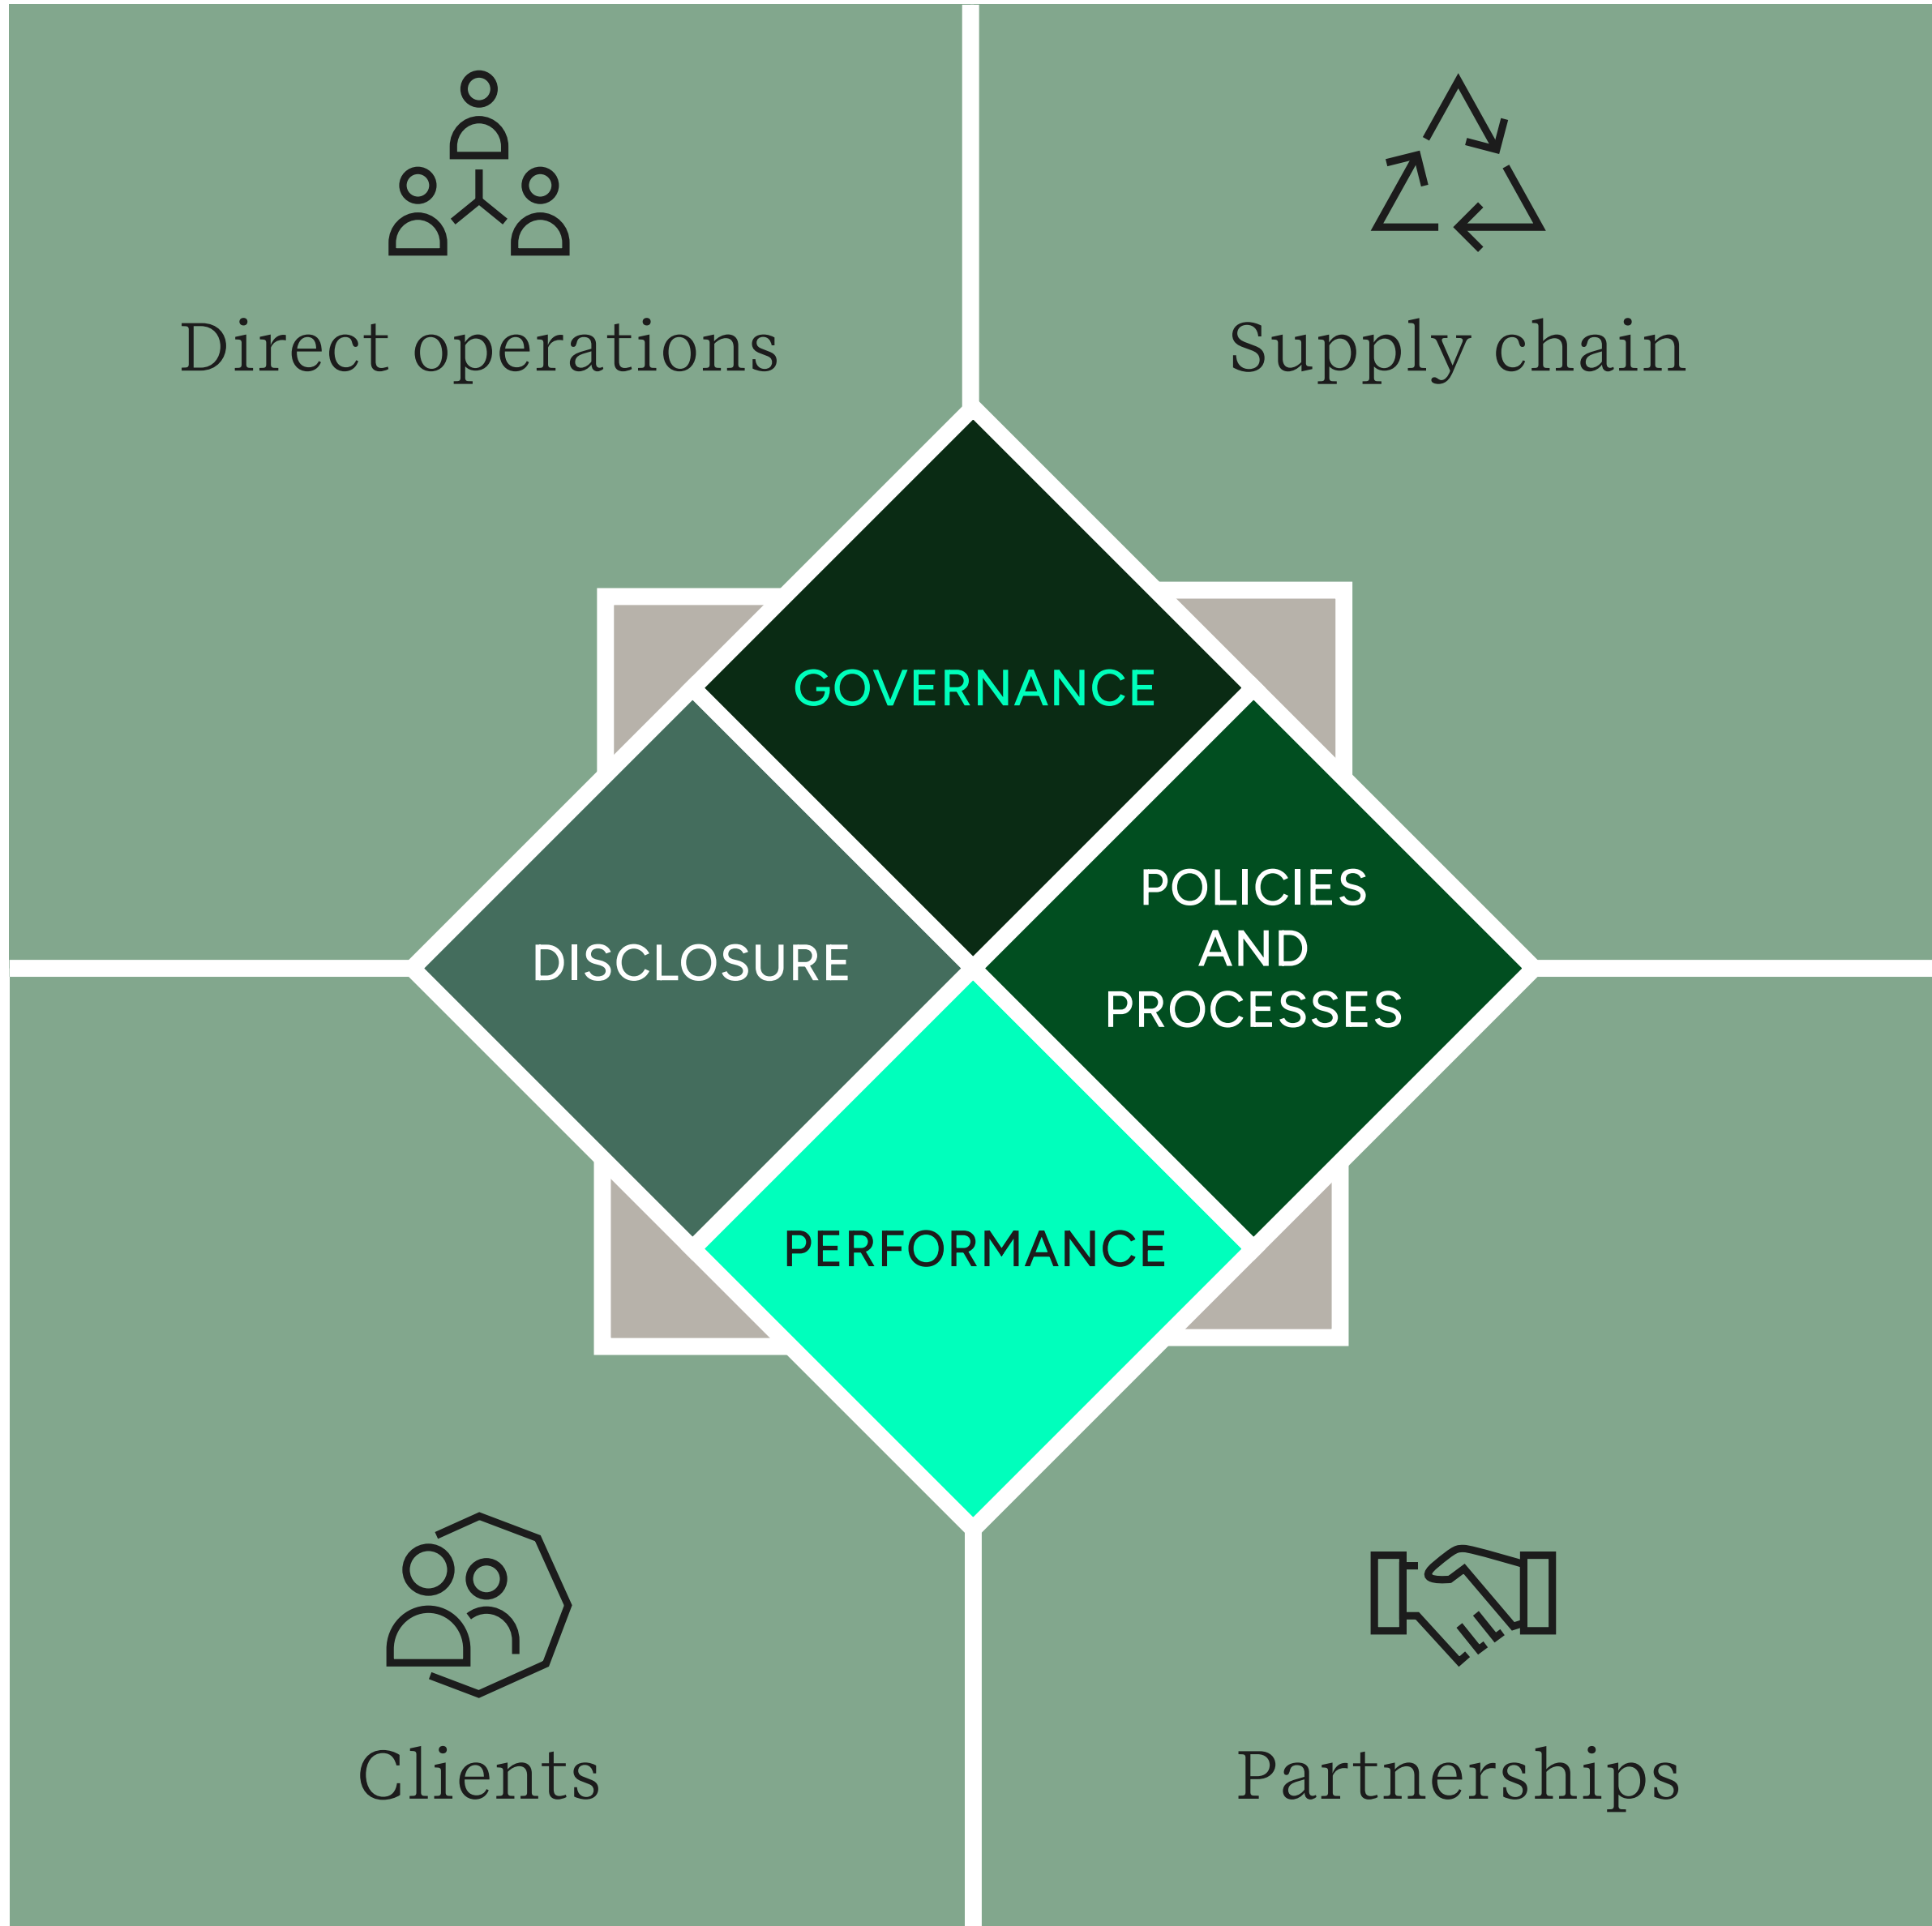 Direct operations
Supply chain
GOVERNANCE
DISCLOSURE
POLICIES
AND
PROCESSES
PERFORMANCE
Clients
Partnerships